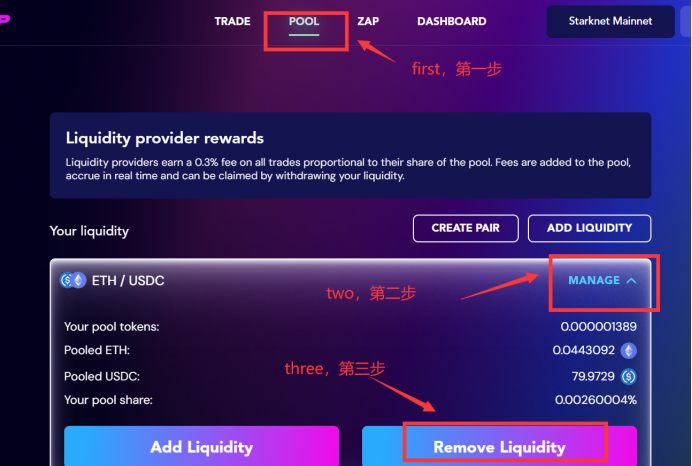 P
TRADE POOL ZAP DASHBOARD Starknet Mainnet
first，第一步
Liquidity provider rewards
Liquidity providers earn a 0.3% fee on all trades proportional to their share of the pool. Fees are added to the pool,
accrue in real time and can be claimed by withdrawing your liquidity.
Your liquidity CREATE PAIR ADD LIQUIDITY
ETH / USDC MANAGE
two，第二步
Your pool tokens: 0.000001389
Pooled ETH: 0.0443092
Pooled USDC: 79.9729
three，第三步
Your pool share: 0.00260004%
Add Liquidity Remove Liquidity